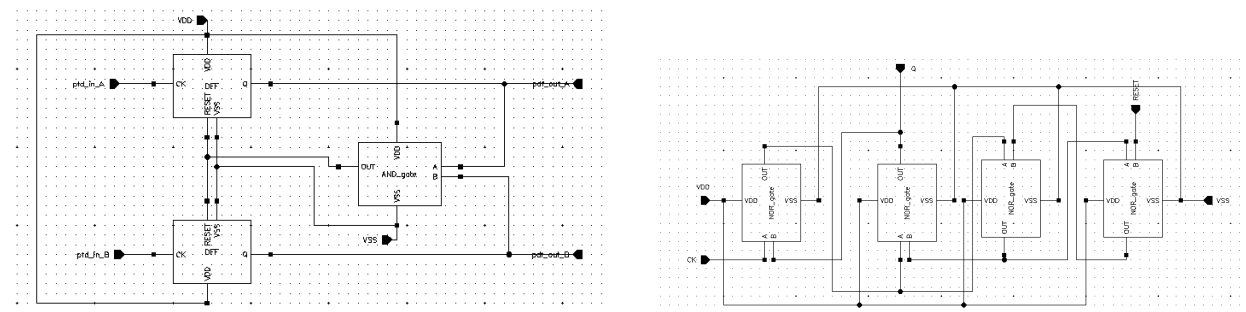 VDD
VDD
ptd_in_A
CK
DFF
Q
pdt_out_A
RESET
VSS
OUT
VDD
A
AND_gate
B
VSS
VSS
RESET
VSS
ptd_in_B
CK
DFF
Q
pdt_out_B
VDD
Q
RESET
VDD
OUT
VDD
NOR_gate
VSS
A
B
OUT
VDD
NOR_gate
VSS
A
B
A
B
VDD
NOR_gate
VSS
OUT
A
B
VDD
NOR_gate
VSS
OUT
VSS
CK